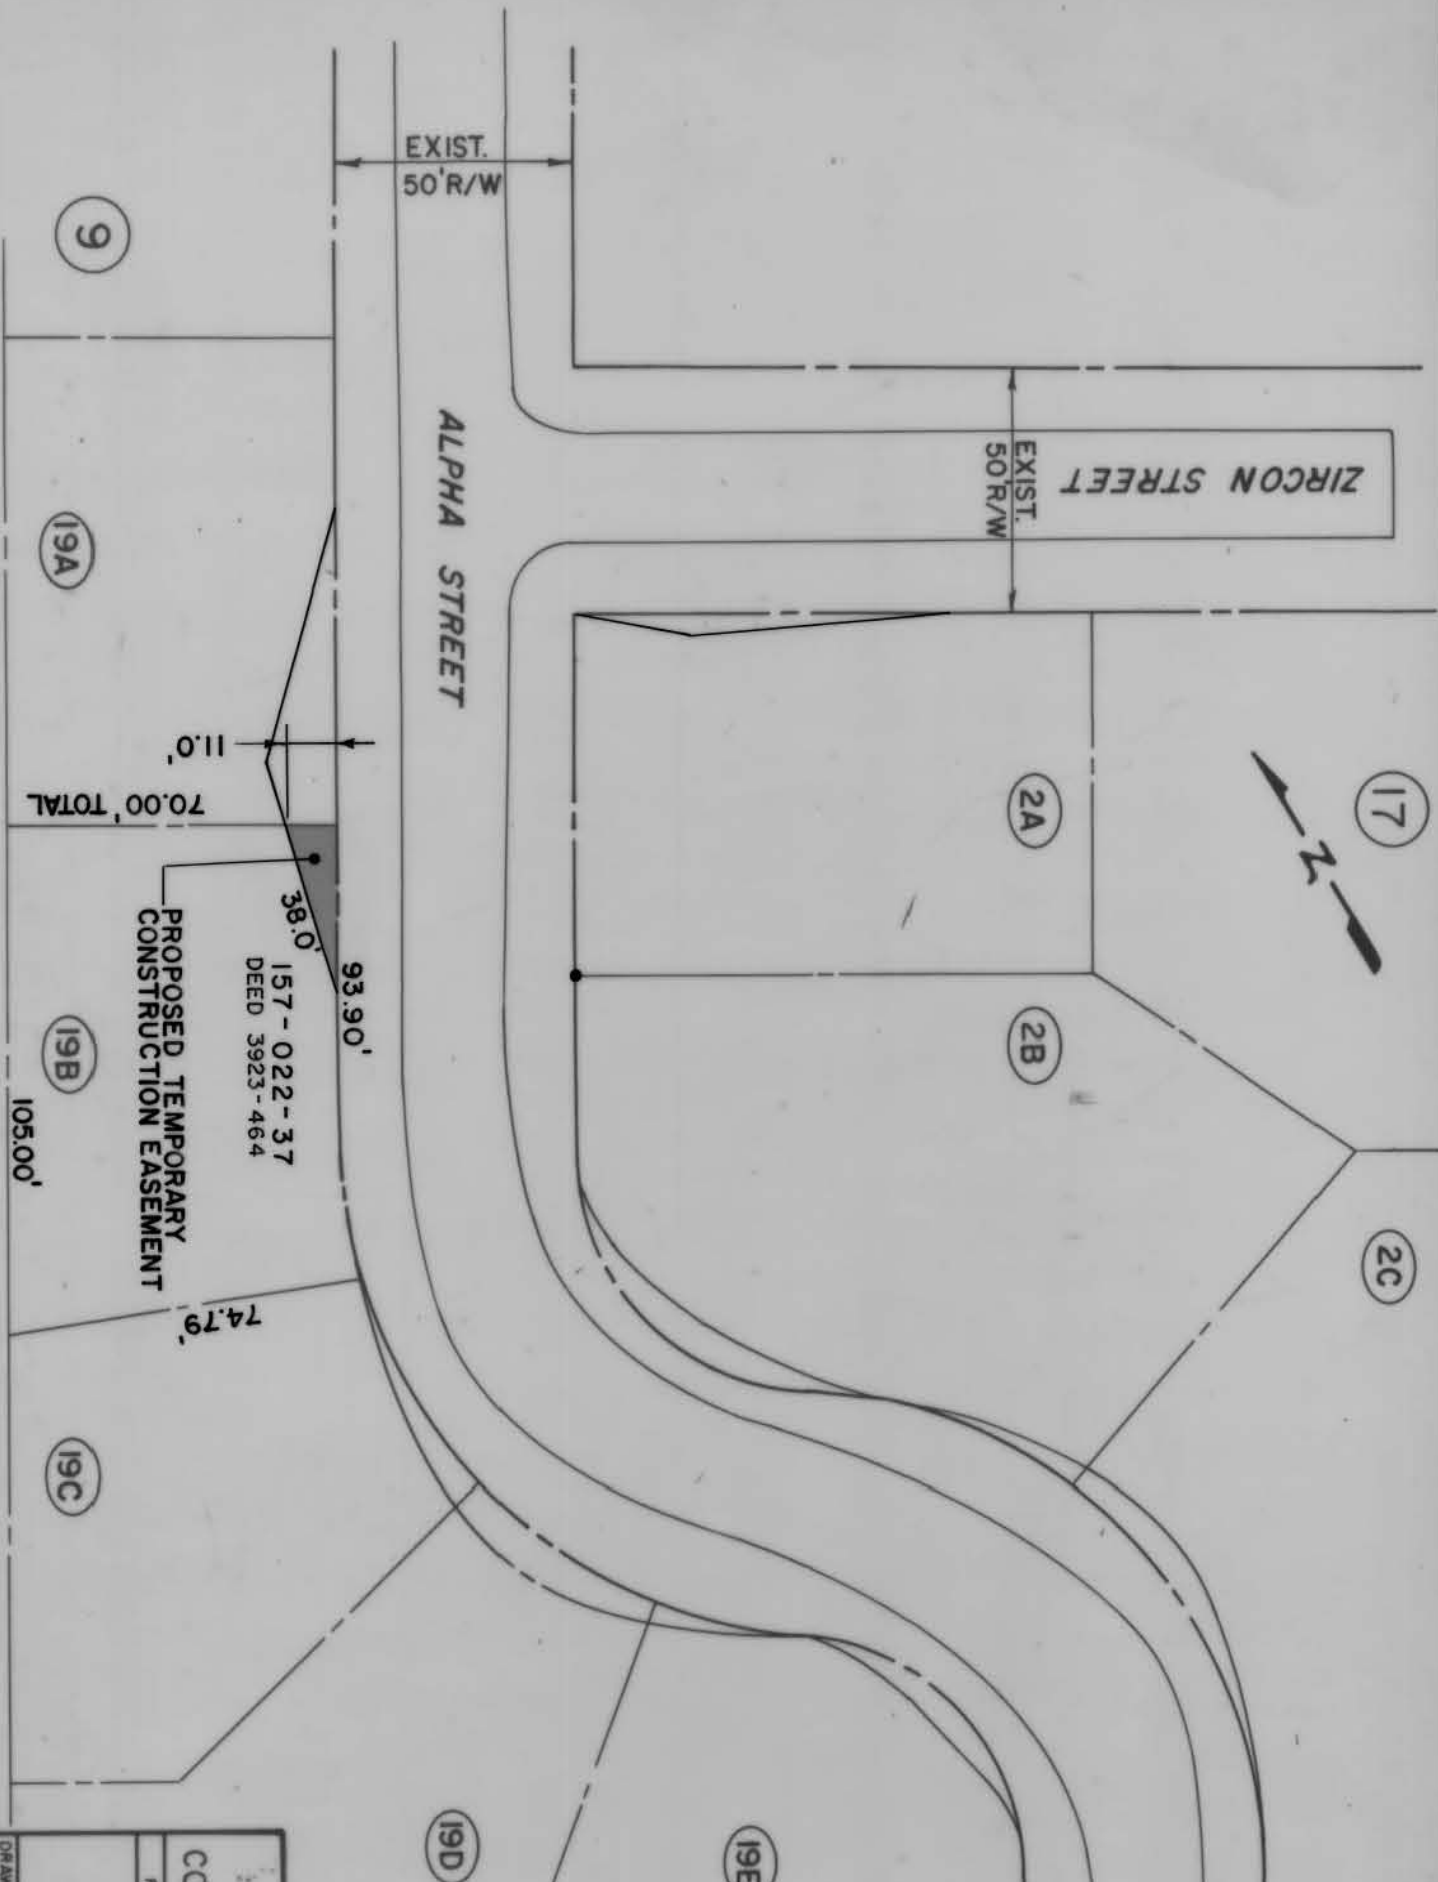 EXIST.
50'R/W
9
ALPHA STREET
EXIST.
50'R/W
ZIRCON STREET
17
N
2A
2B
2C
19A
11.0'
70.00' TOTAL
38.0'
93.90'
157-022-37
DEED 3923-464
PROPOSED TEMPORARY
CONSTRUCTION EASEMENT
19B
105.00'
74.79'
19C
19D
19E